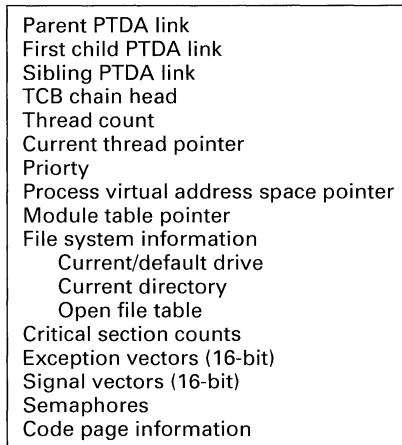 Parent PTDA link
First child PTDA link
Sibling PTDA link
TCB chain head
Thread count
Current thread pointer
Priorty
Process virtual address space pointer
Module table pointer
File system information
Current/default drive
Current directory
Open file table
Critical section counts
Exception vectors (16-bit)
Signal vectors (16-bit)
Semaphores
Code page information